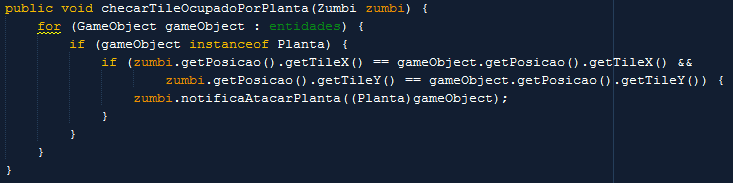 public void checarTileOcupadoPorPlanta(Zumbi zumbi) {
    for (GameObject gameObject : entidades) {
        if (gameObject instanceof Planta) {
            if (zumbi.getPosicao().getTileX() == gameObject.getPosicao().getTileX() &&
                    zumbi.getPosicao().getTileY() == gameObject.getPosicao().getTileY()) {
                zumbi.notificaAtacarPlanta((Planta)gameObject);
            }
        }
    }
}